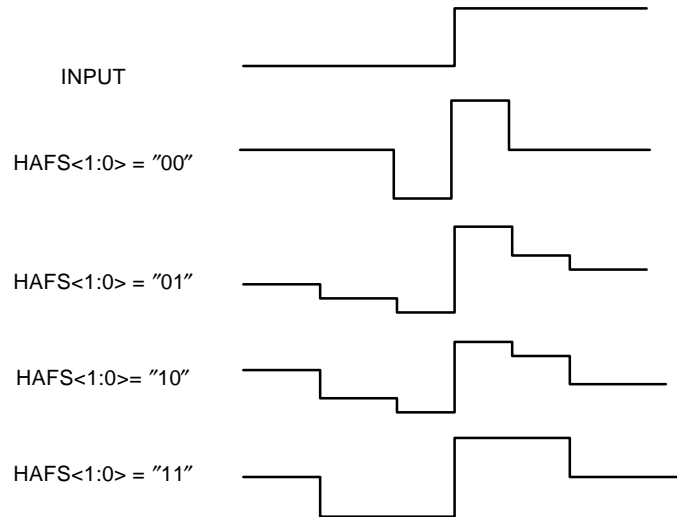 INPUT
HAFS<1:0> = ″00″
HAFS<1:0> = ″01″
HAFS<1:0>= ″10″
HAFS<1:0> = ″11″